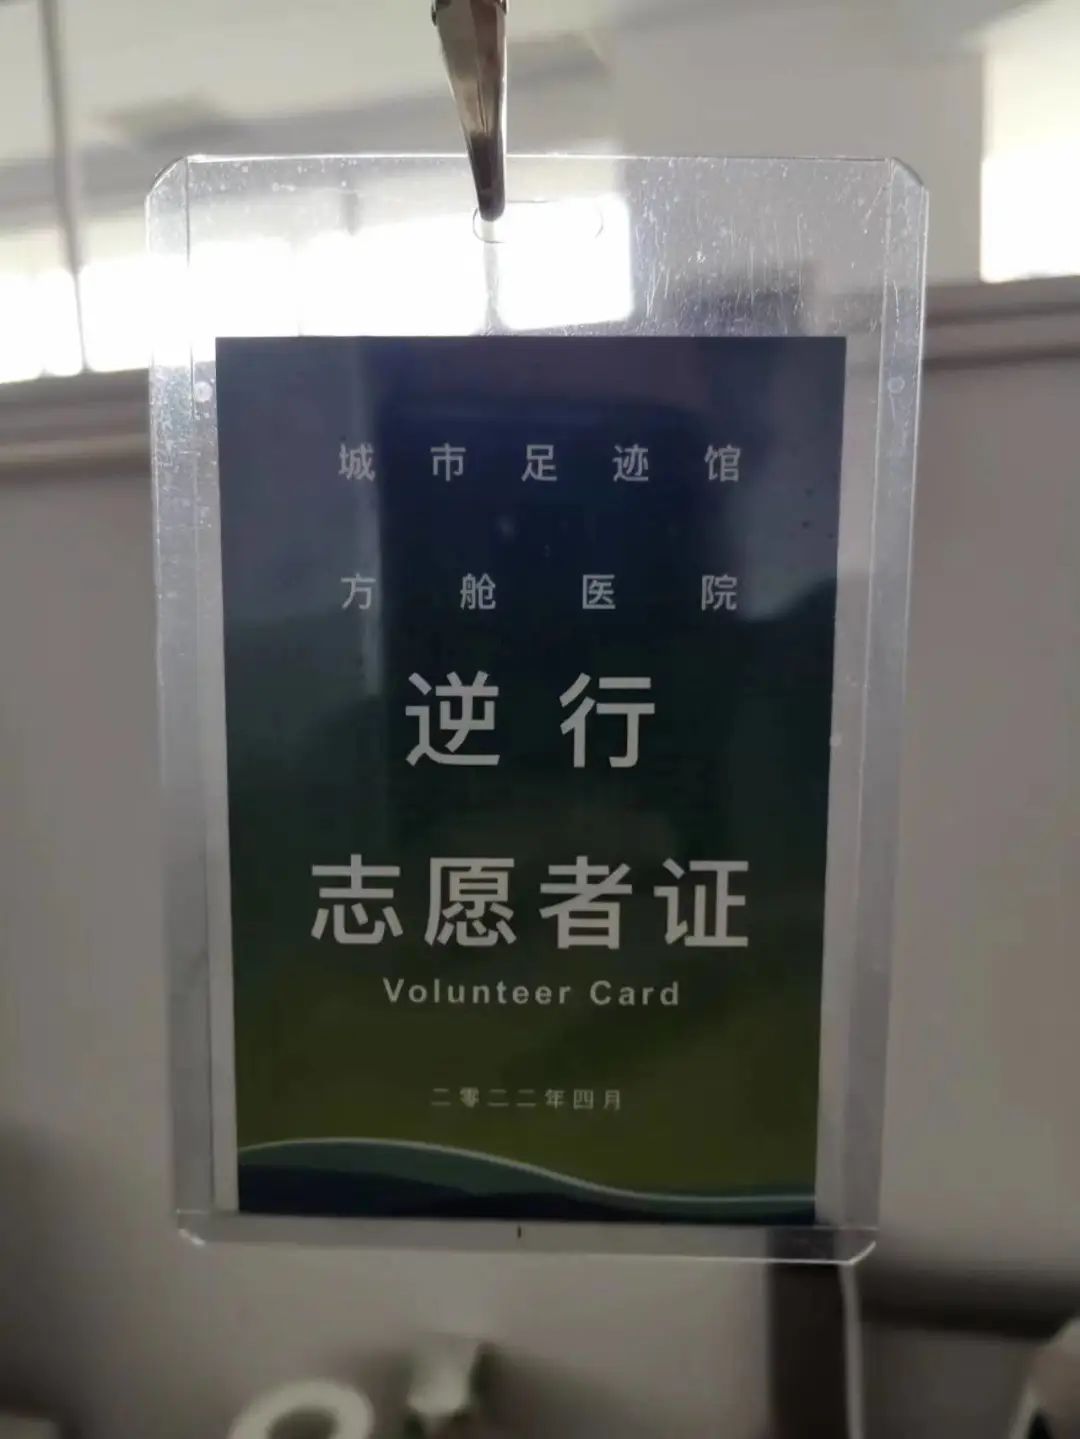 城市足迹馆
方舱医院
逆行
志愿者证
Volunteer Card
二零二二年四月